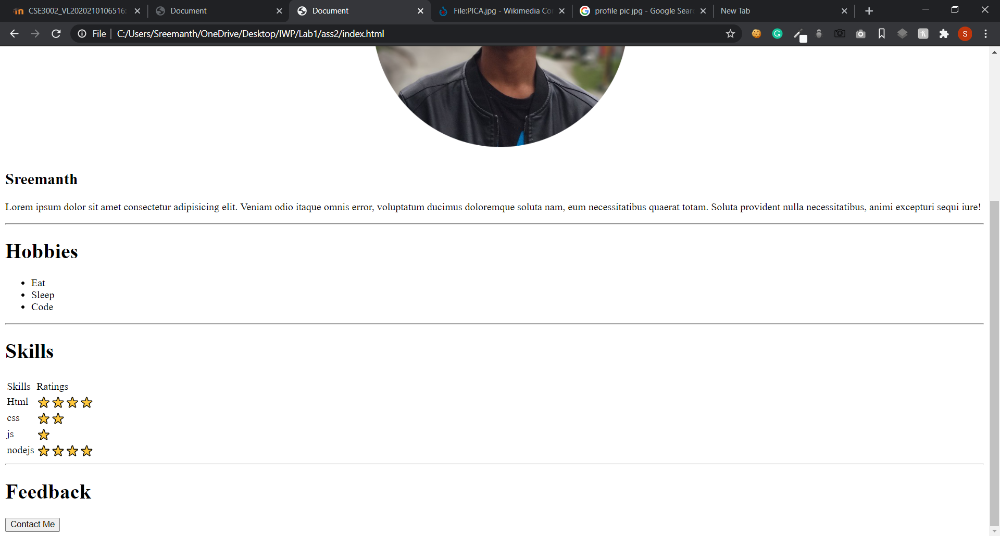 CSE3002_VL2020210106516:
Document
Document
File:PICA.jpg - Wikimedia Co
profile pic jpg - Google Sear
New Tab
File
C:/Users/Sreemanth/OneDrive/Desktop/IWP/Lab1/ass2/index.html
S
Sreemanth
Lorem ipsum dolor sit amet consectetur adipisicing elit. Veniam odio itaque omnis error, voluptatum ducimus doloremque soluta nam, eum necessitatibus quaerat totam. Soluta provident nulla necessitatibus, animi excepturi sequi iure!
Hobbies
• Eat
• Sleep
• Code
Skills
Skills Ratings
Html
css
js
nodejs
Feedback
Contact Me